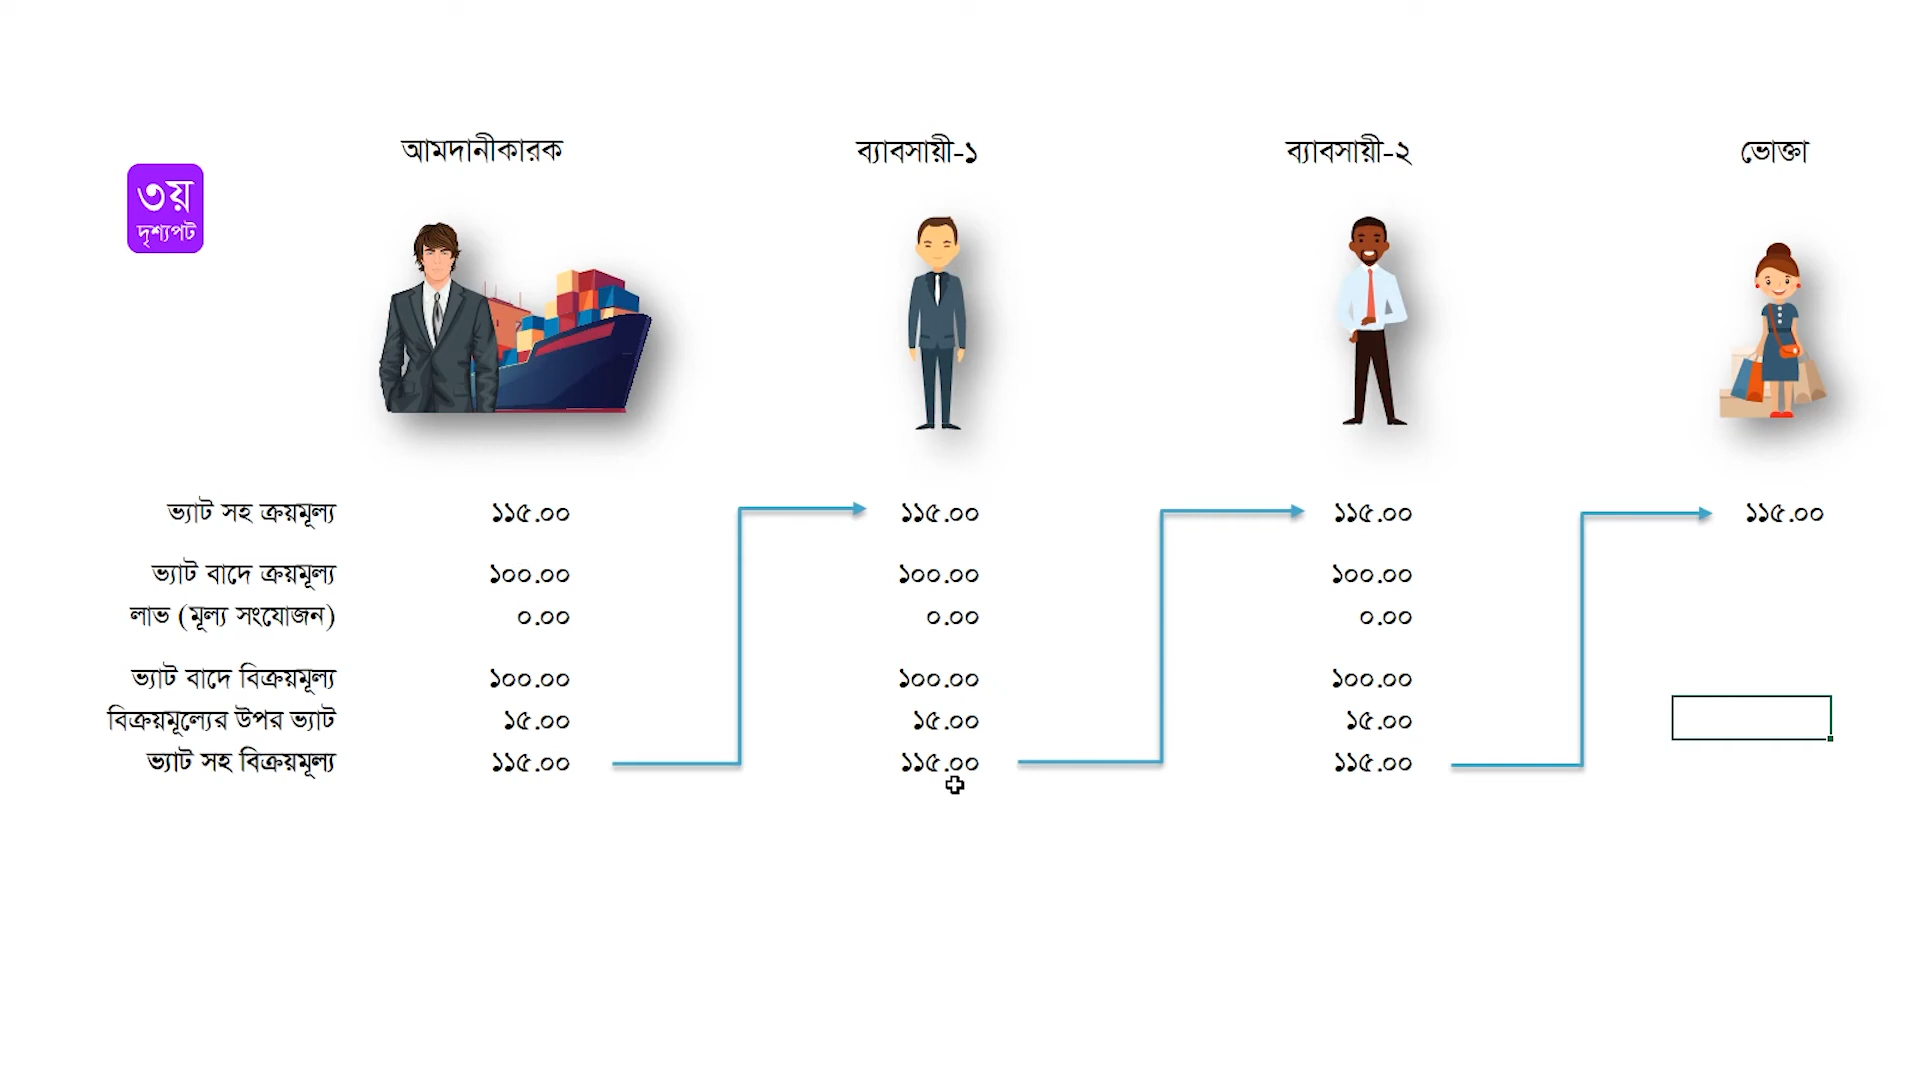 আমদানীকারক ব্যাবসায়ী-১ ব্যাবসায়ী-২ ভোক্তা
৩য়
দৃশ্যপট
ভ্যাট সহ ক্রয়মূল্য ১১৫.০০ ১১৫.০০ ১১৫.০০ ১১৫.০০
ভ্যাট বাদে ক্রয়মূল্য ১০০.০০ ১০০.০০ ১০০.০০
লাভ (মূল্য সংযোজন) ০.০০ ০.০০ ০.০০
ভ্যাট বাদে বিক্রয়মূল্য ১০০.০০ ১০০.০০ ১০০.০০
বিক্রয়মূল্যের উপর ভ্যাট ১৫.০০ ১৫.০০ ১৫.০০
ভ্যাট সহ বিক্রয়মূল্য ১১৫.০০ ১১৫.০০ ১১৫.০০